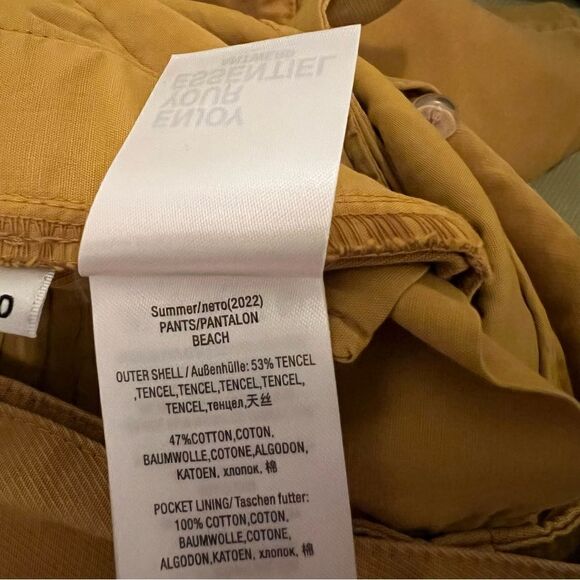 ENJOY
YOUR
ESSENTIEL
ANTWERP
0
Summer/лето(2022)
PANTS/PANTALON
BEACH
OUTER SHELL / Außenhülle: 53% TENCEL
,TENCEL,TENCEL,TENCEL,TENCEL,
TENCEL,тенцел,天丝
47%COTTON,COTON,
BAUMWOLLE,COTONE,ALGODON,
KATOEN, хлопок, 棉
POCKET LINING/ Taschen futter:
100% COTTON,COTON,
BAUMWOLLE,COTONE,
ALGODON,KATOEN, хлопок, 棉